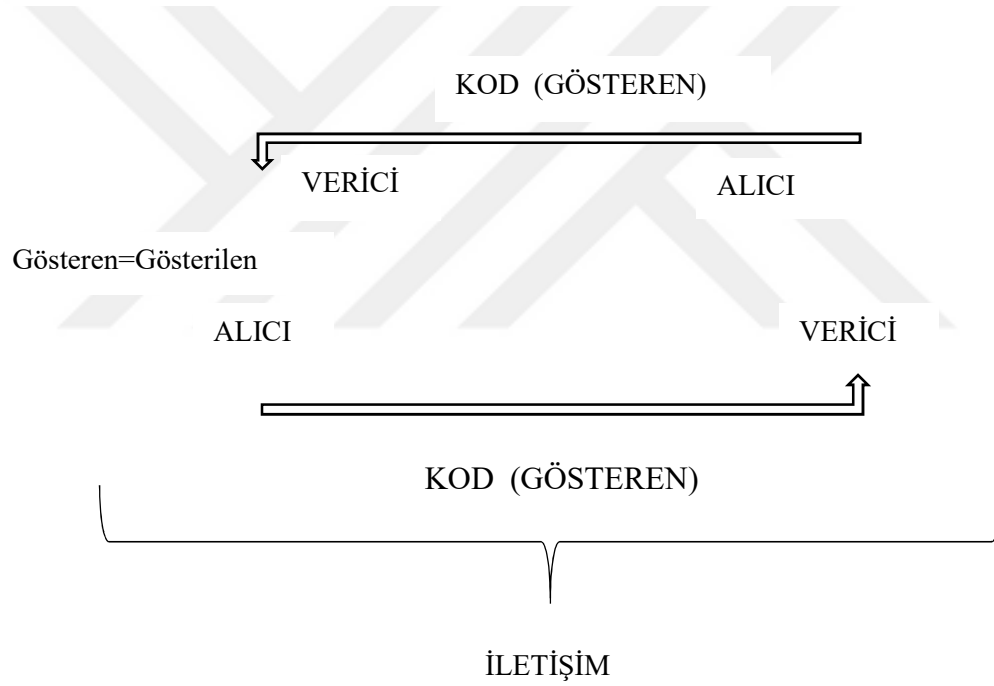 KOD (GÖSTEREN)
VERİCİ ALICI
Gösteren=Gösterilen
ALICI VERİCİ
KOD (GÖSTEREN)
İLETİŞİM